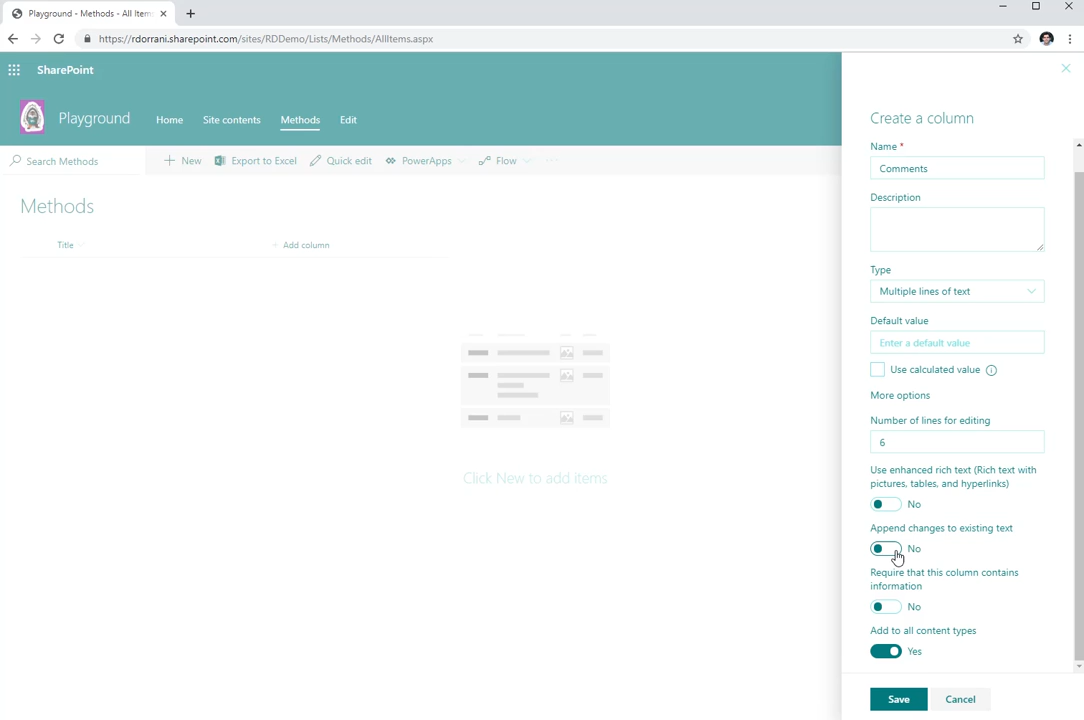 Playground - Methods - All Item
https://rdorrani.sharepoint.com/sites/RDDemo/Lists/Methods/AllItems.aspx
SharePoint
Playground
Home
Site contents
Methods
Edit
Search Methods
New
Export to Excel
Quick edit
PowerApps
Flow
Methods
Title
+ Add column
Click New to add items
Create a column
Name *
Comments
Description
Type
Multiple lines of text
Default value
Enter a default value
Use calculated value
More options
Number of lines for editing
6
Use enhanced rich text (Rich text with
pictures, tables, and hyperlinks)
No
Append changes to existing text
No
Require that this column contains
information
No
Add to all content types
Yes
Save
Cancel